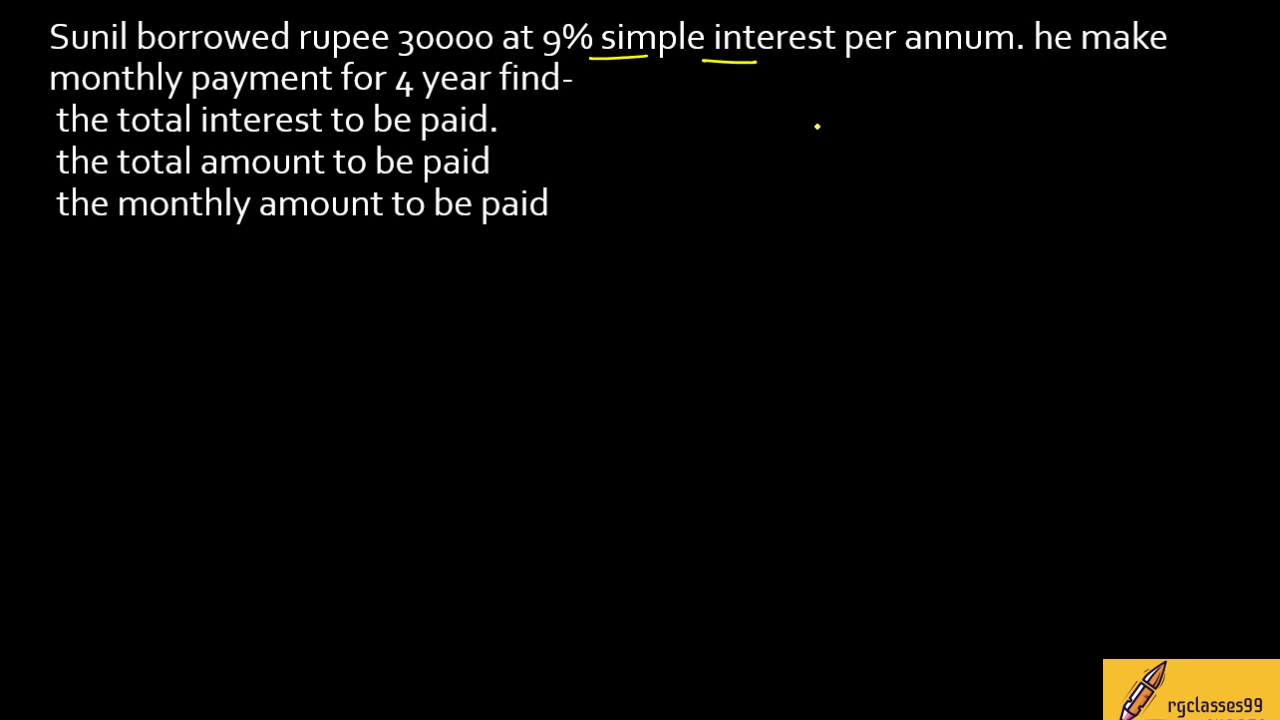 Sunil borrowed rupee 30000 at 9% simple interest per annum. he make
monthly payment for 4 year find-
the total interest to be paid.
the total amount to be paid
the monthly amount to be paid
rgclasses99